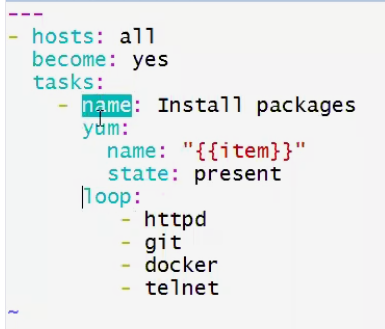 ---
- hosts: all
  become: yes
  tasks:
    - name: Install packages
      yum:
        name: "{{item}}"
        state: present
      loop:
         - httpd
         - git
         - docker
         - telnet
~